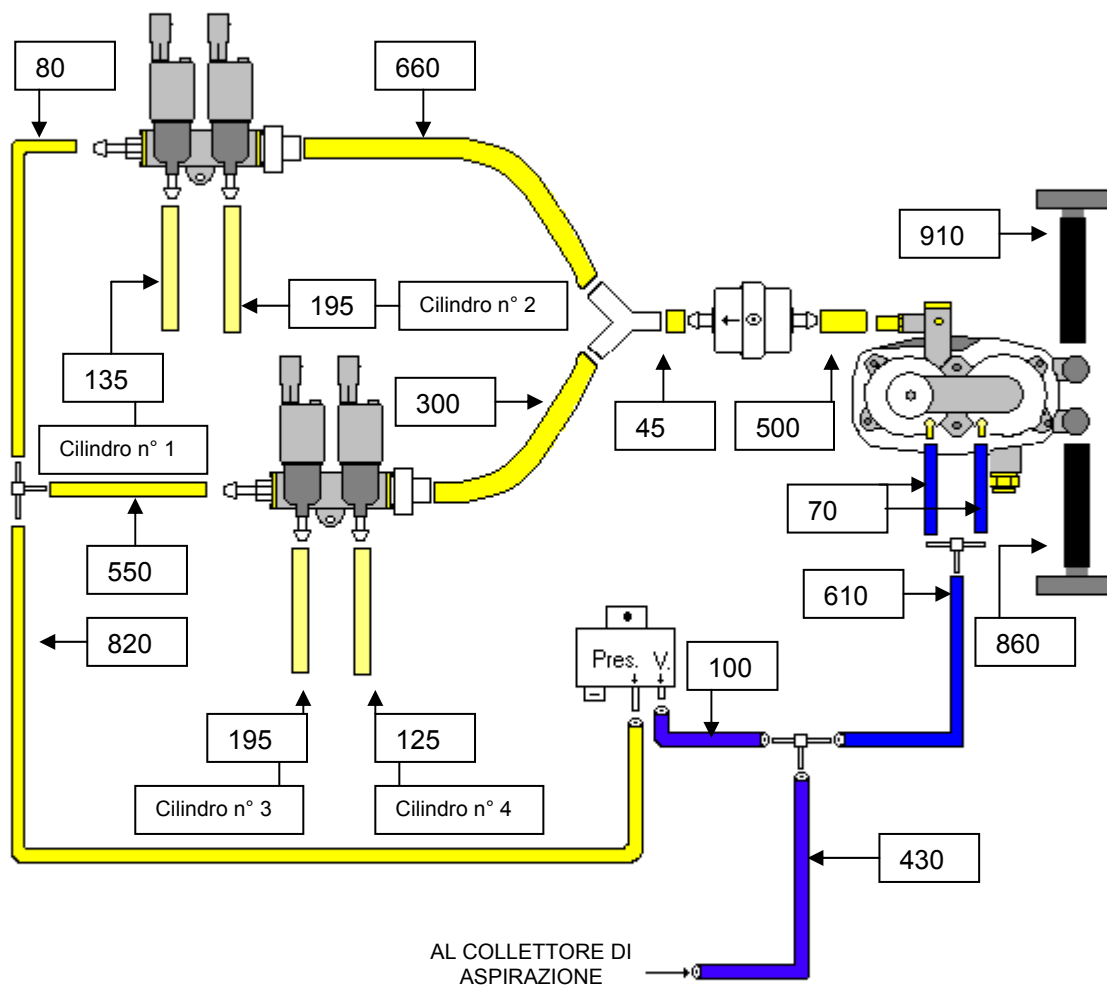 80
660
910
195
Cilindro n° 2
135
300
45
500
Cilindro n° 1
70
550
610
820
860
Pres. V.
100
195
125
Cilindro n° 3
Cilindro n° 4
430
AL COLLETTORE DI
ASPIRAZIONE